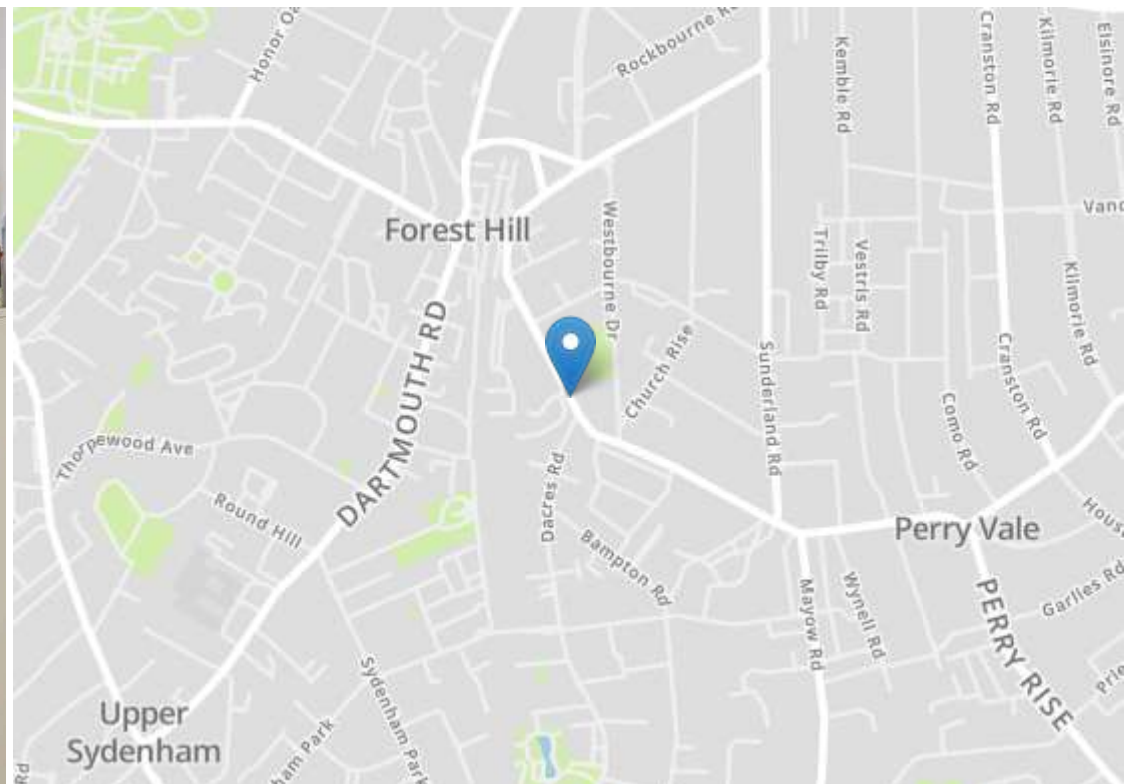 Honor Oa
Rockbourne Rd
Kemble Rd
Cranston Rd
Kilmorie Rd
Elsinore Rd
Forest Hill
Westbourne Dr
Trilby Rd
Vestris Rd
Vanc
Kilmorie Rd
DARTMOUTH RD
Church Rise
Sunderland Rd
Cranston Rd
Como Rd
Thorpewood Ave
Round Hill
Dacres Rd
Bampton Rd
Perry Vale
Hous
Garlies Rd
Mayow Rd
Wynell Rd
PERRY RISE
Prie
Upper
Sydenham
Sydenham Park
ham Park
Rd